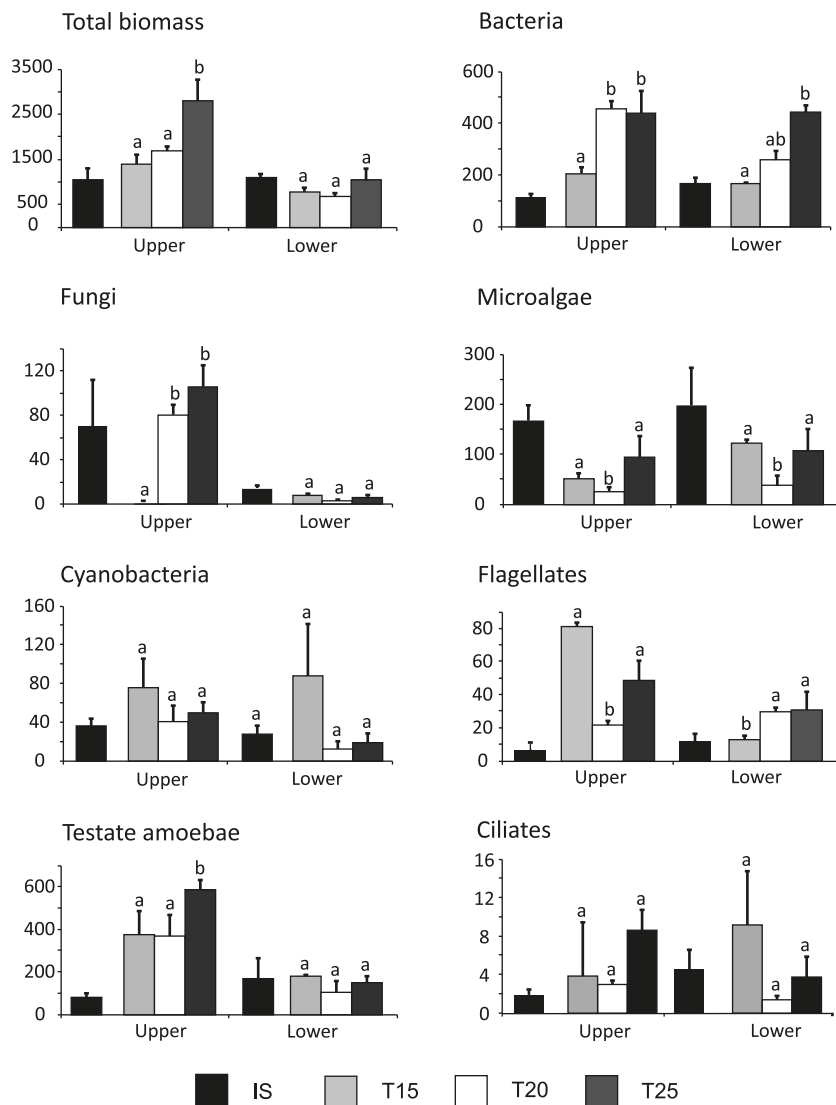 Total biomass
3500
2500
1500
500
0
a a b
a a a
Upper Lower
Bacteria
600
400
200
0
a b b
a ab b
Upper Lower
Fungi
120
80
40
0
a b b
a a a
Upper Lower
Microalgae
300
200
100
0
a b a
a b a
Upper Lower
Cyanobacteria
160
120
80
40
0
a a a
a a a a
Upper Lower
Flagellates
80
60
40
20
0
a b a
b a a
Upper Lower
Testate amoebae
600
400
200
0
a a b
a a a
Upper Lower
Ciliates
16
12
8
4
0
a a a
a a a
Upper Lower
IS T15 T20 T25